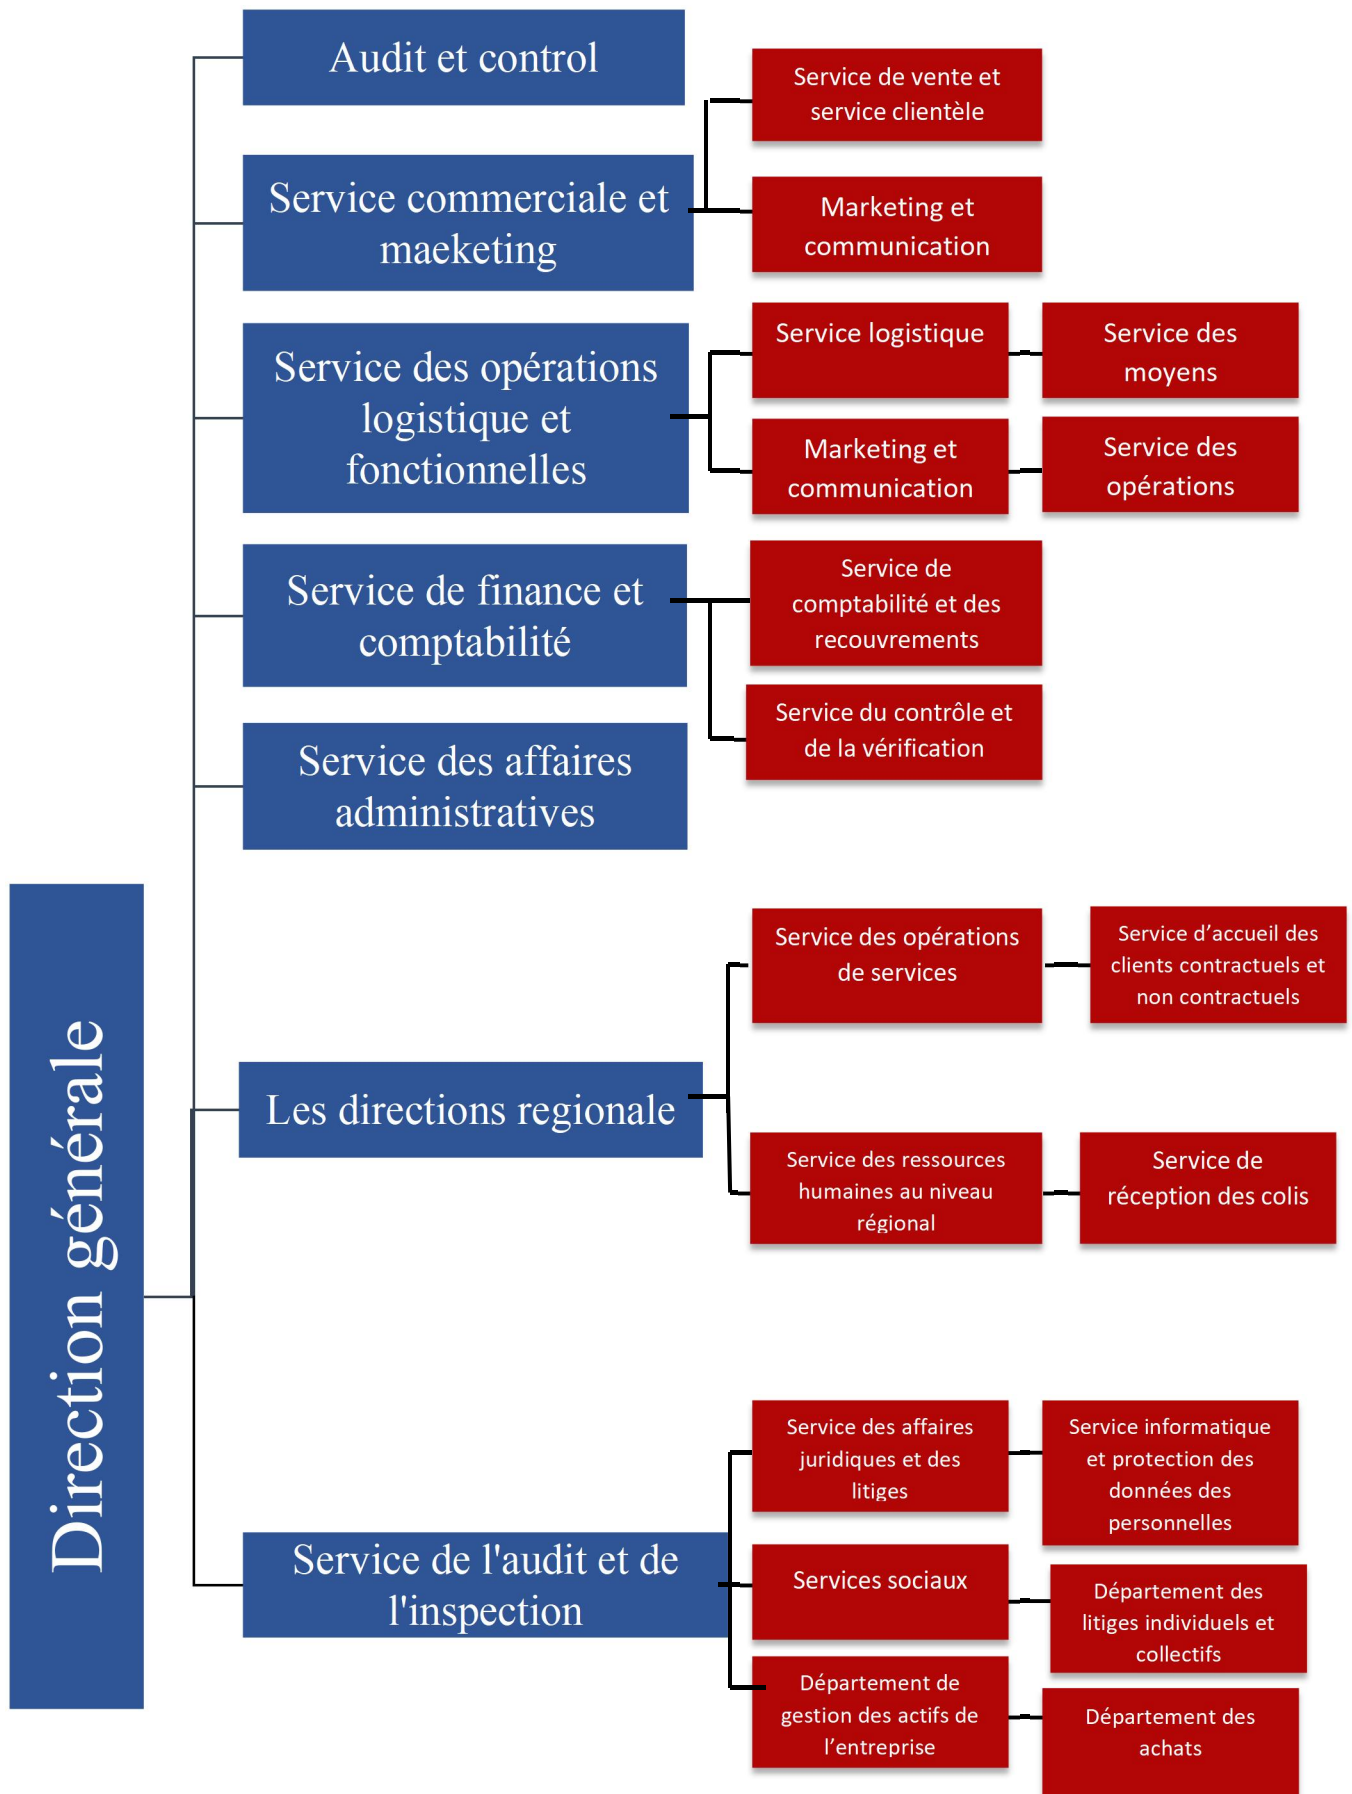 Audit et control
Service de vente et
service clientèle
Service commerciale et
maeketing
Marketing et
communication
Service des opérations
logistique et
fonctionnelles
Service logistique
Service des
moyens
Marketing et
communication
Service des
opérations
Service de finance et
comptabilité
Service de
comptabilité et des
recouvrements
Service du contrôle et
de la vérification
Service des affaires
administratives
Direction générale
Les directions regionale
Service des opérations
de services
Service d’accueil des
clients contractuels et
non contractuels
Service des ressources
humaines au niveau
régional
Service de
réception des colis
Service de l'audit et de
l'inspection
Service des affaires
juridiques et des
litiges
Service informatique
et protection des
données des
personnelles
Services sociaux
Département des
litiges individuels et
collectifs
Département de
gestion des actifs de
l’entreprise
Département des
achats